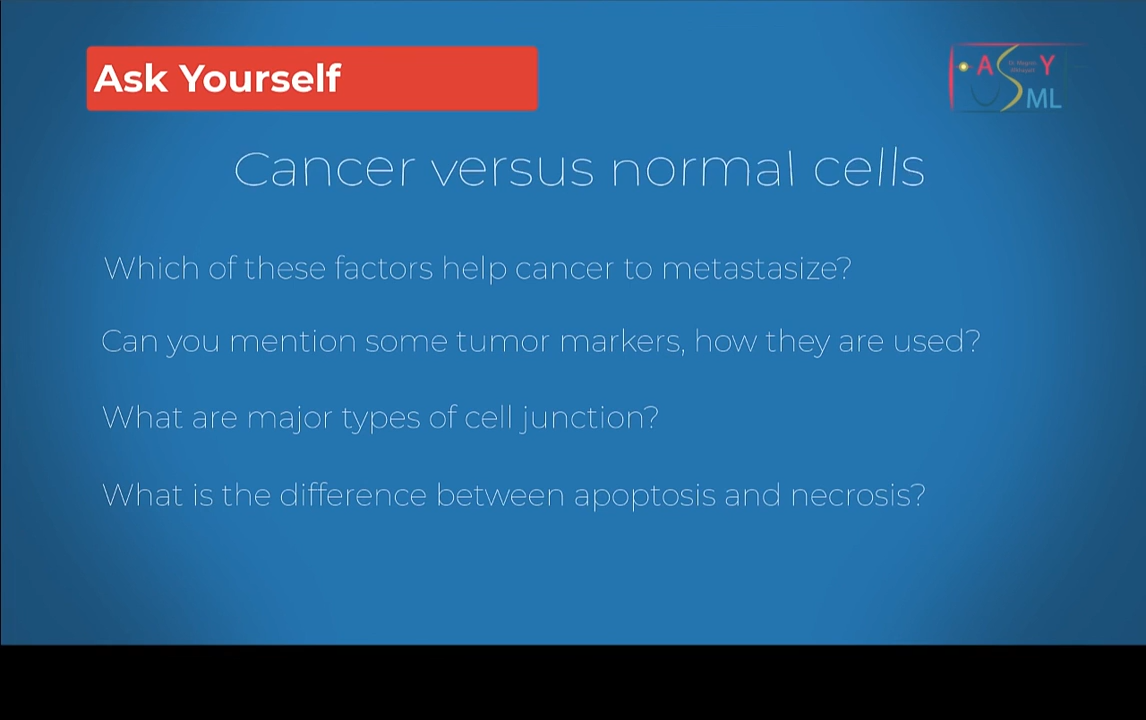 Ask Yourself
Cancer versus normal cells
Which of these factors help cancer to metastasize?
Can you mention some tumor markers, how they are used?
What are major types of cell junction?
What is the difference between apoptosis and necrosis?
ASY
ML